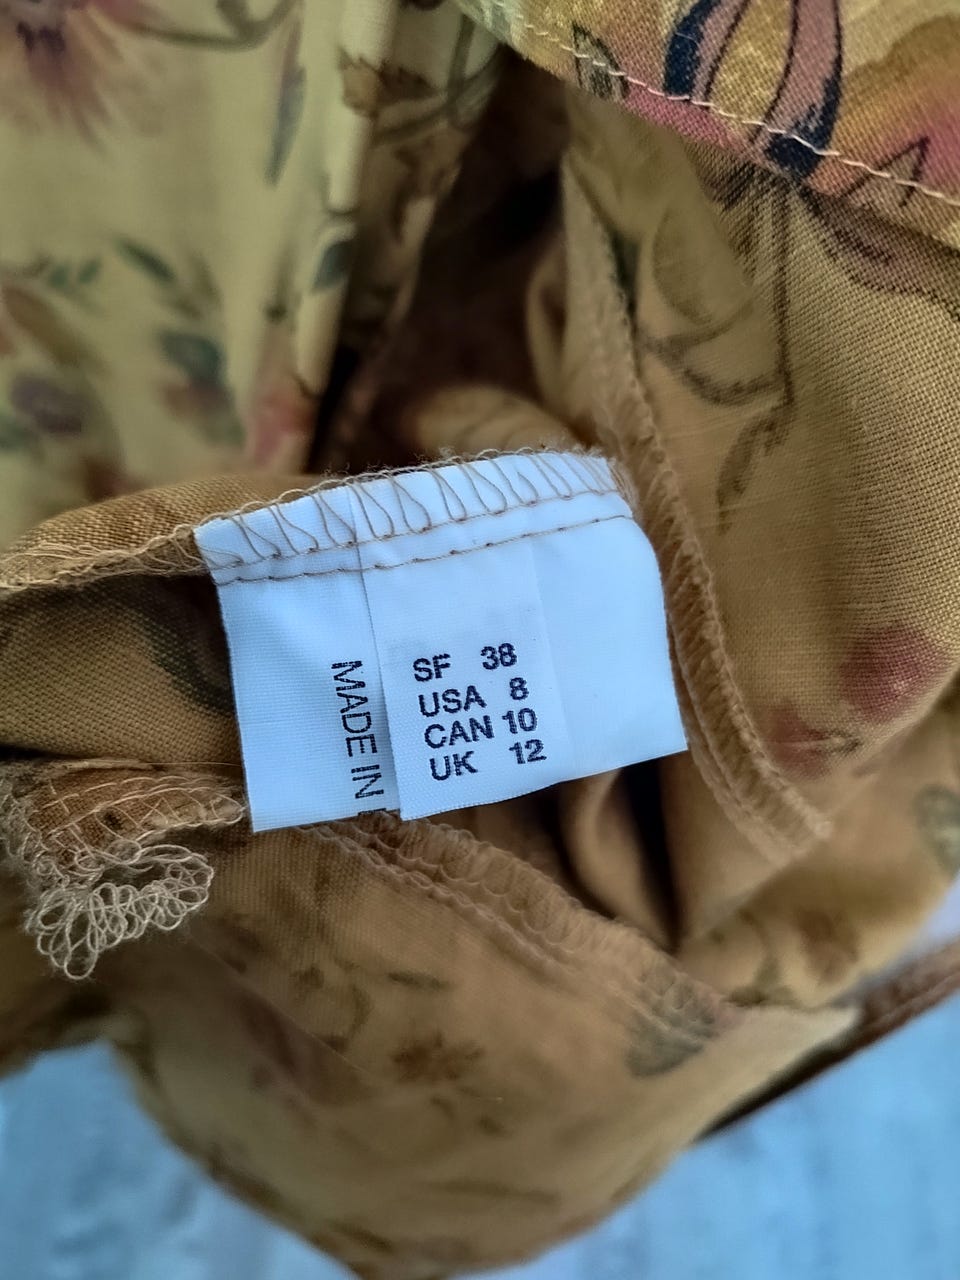 MADE IN
SF 38
USA 8
CAN 10
UK 12